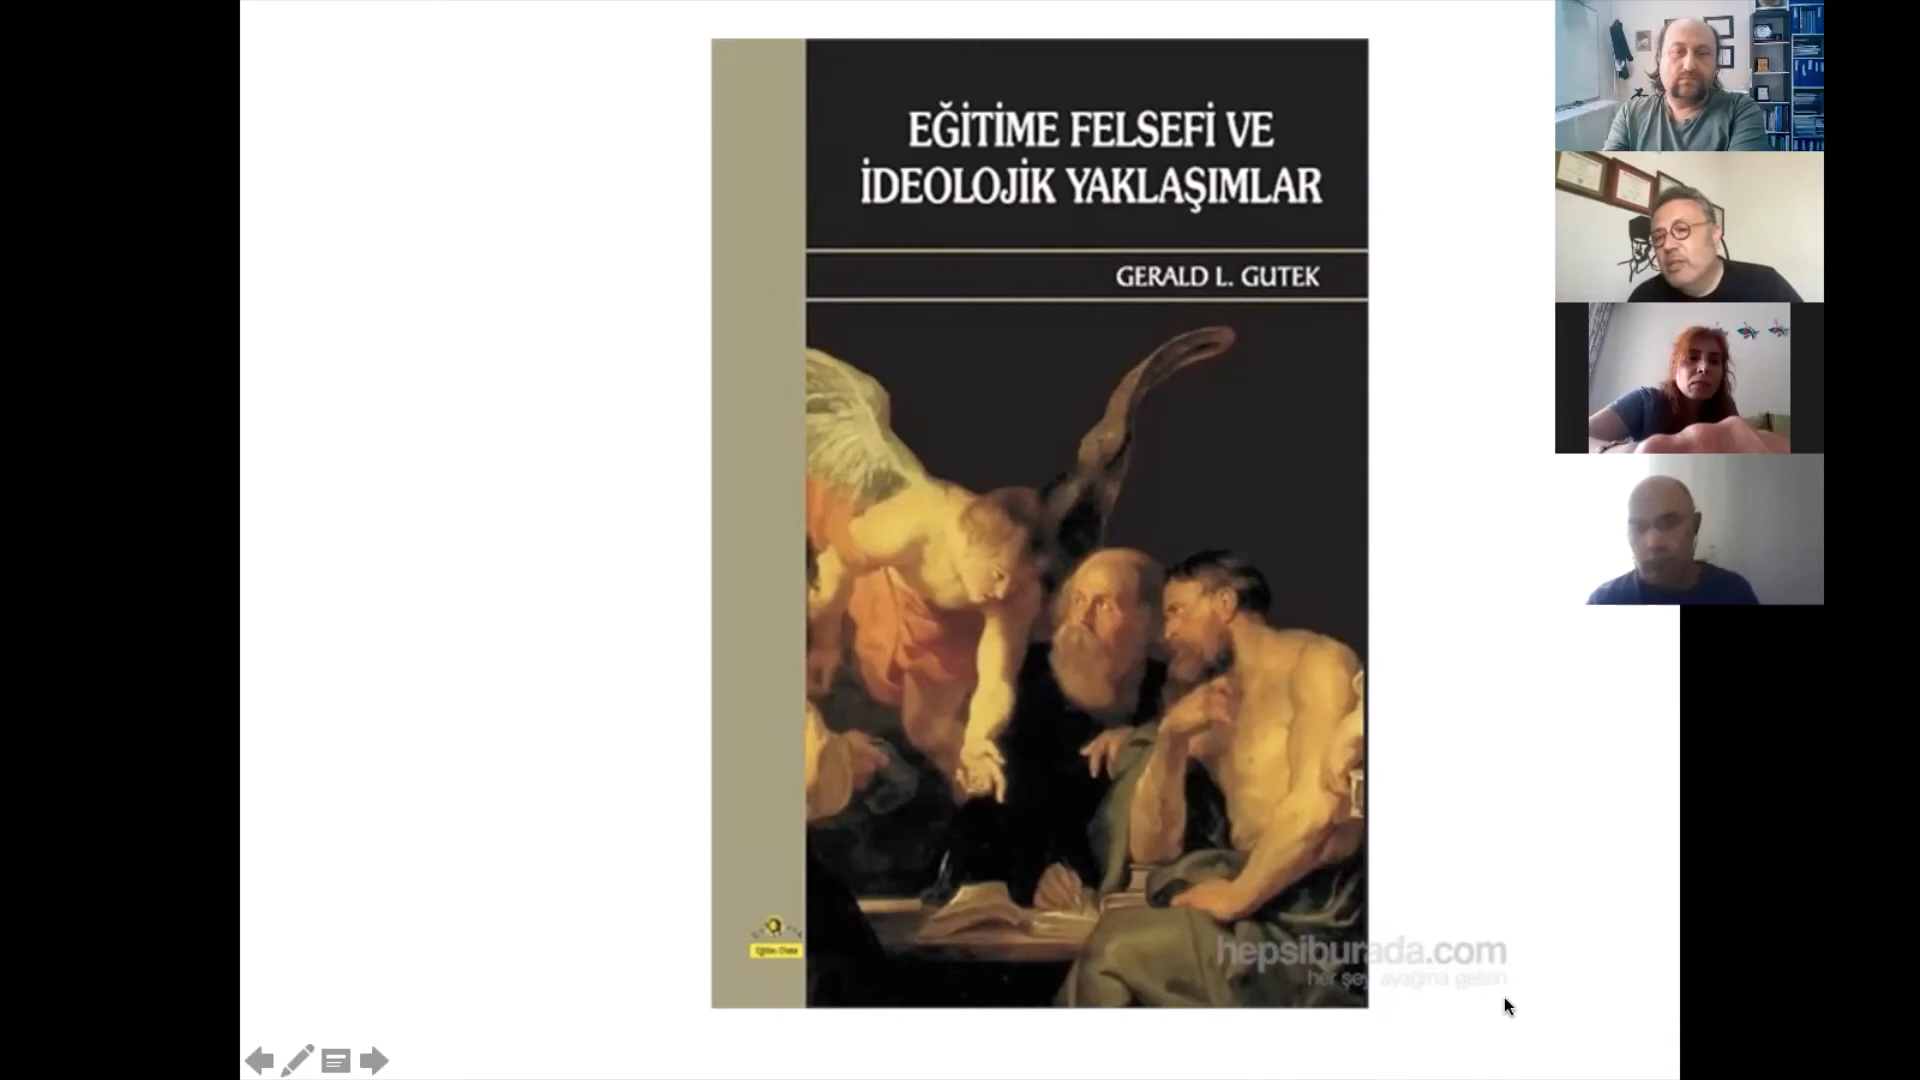 EĞİTİME FELSEFİ VE
İDEOLOJİK YAKLAŞIMLAR
GERALD L. GUTEK
hepsiburada.com
her şey ayağına gelsin